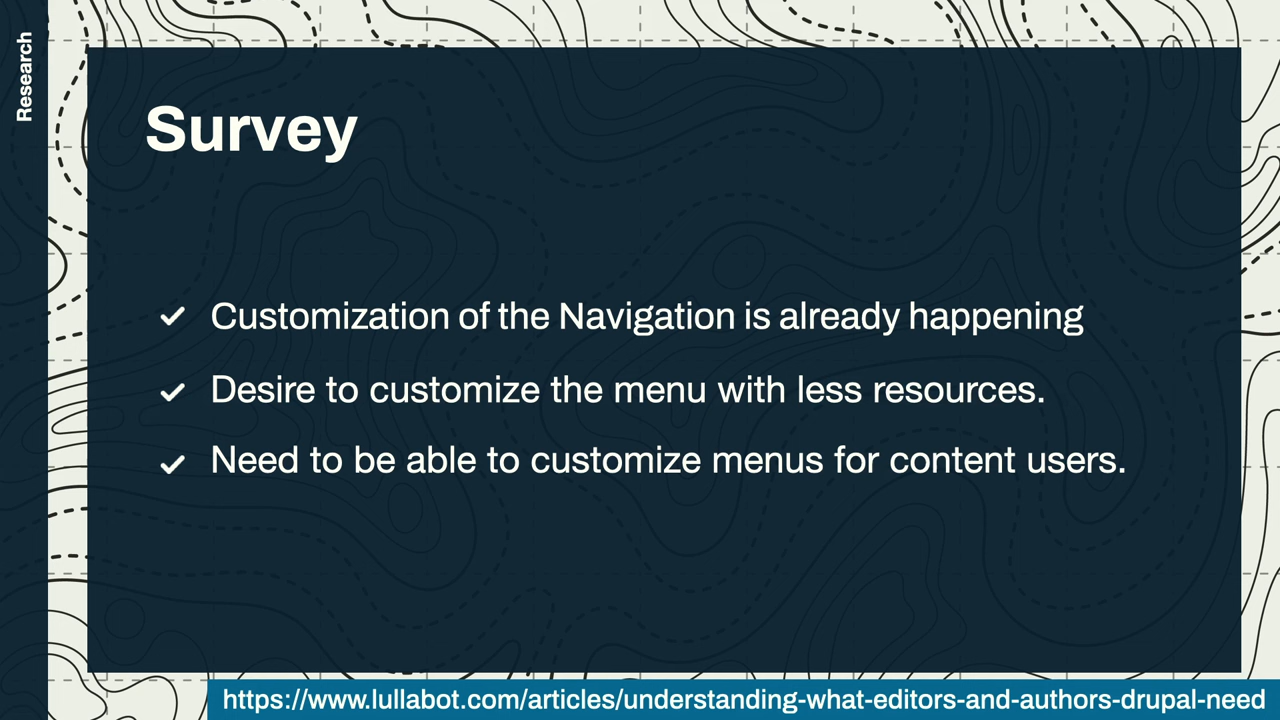 Research
Survey
Customization of the Navigation is already happening
Desire to customize the menu with less resources.
Need to be able to customize menus for content users.
https://www.lullabot.com/articles/understanding-what-editors-and-authors-drupal-need